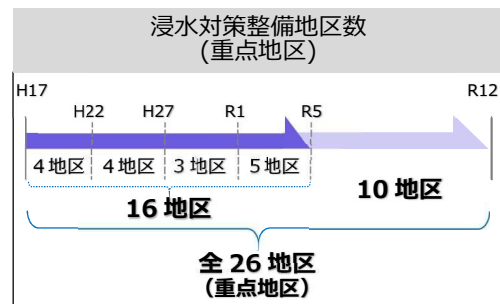 浸水対策整備地区数
(重点地区)
H17
H22
H27
R1
R5
R12
4地区
4地区
3地区
5地区
16地区
10地区
全26地区
(重点地区)